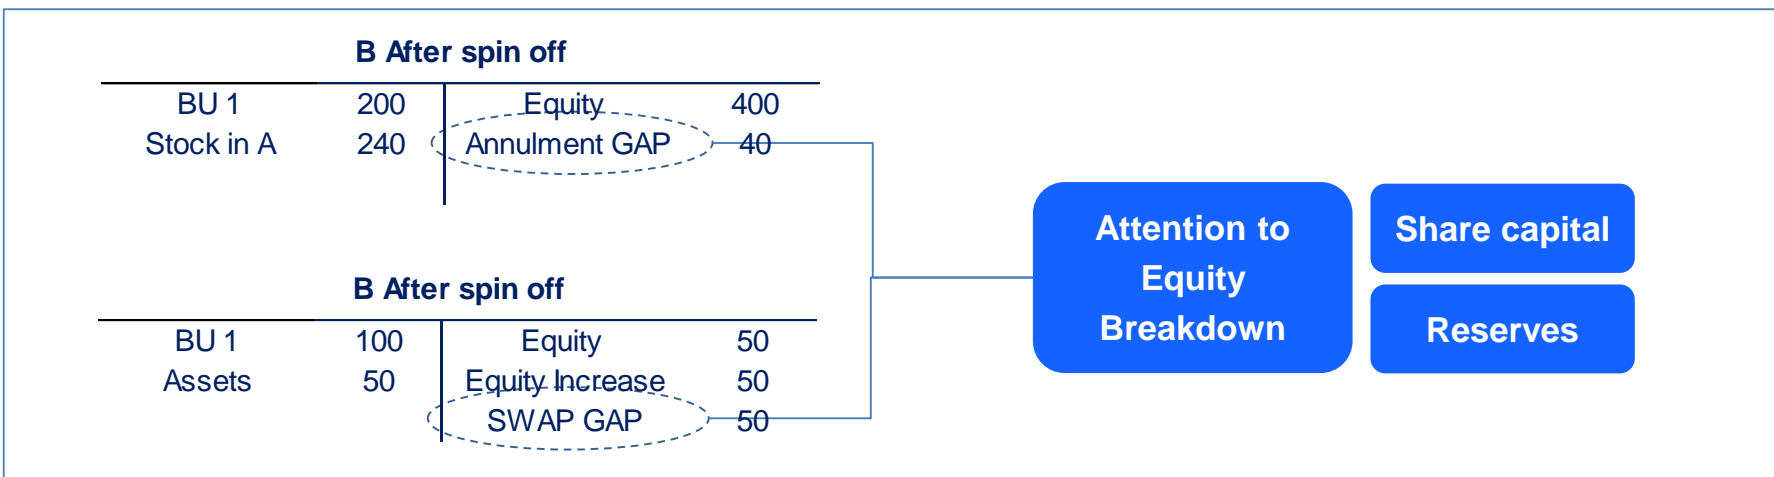 B After spin off
BU 1 200 Equity 400
Stock in A 240 Annulment GAP 40
B After spin off
BU 1 100 Equity 50
Assets 50 Equity Increase 50
SWAP GAP 50
Attention to
Equity
Breakdown
Share capital
Reserves